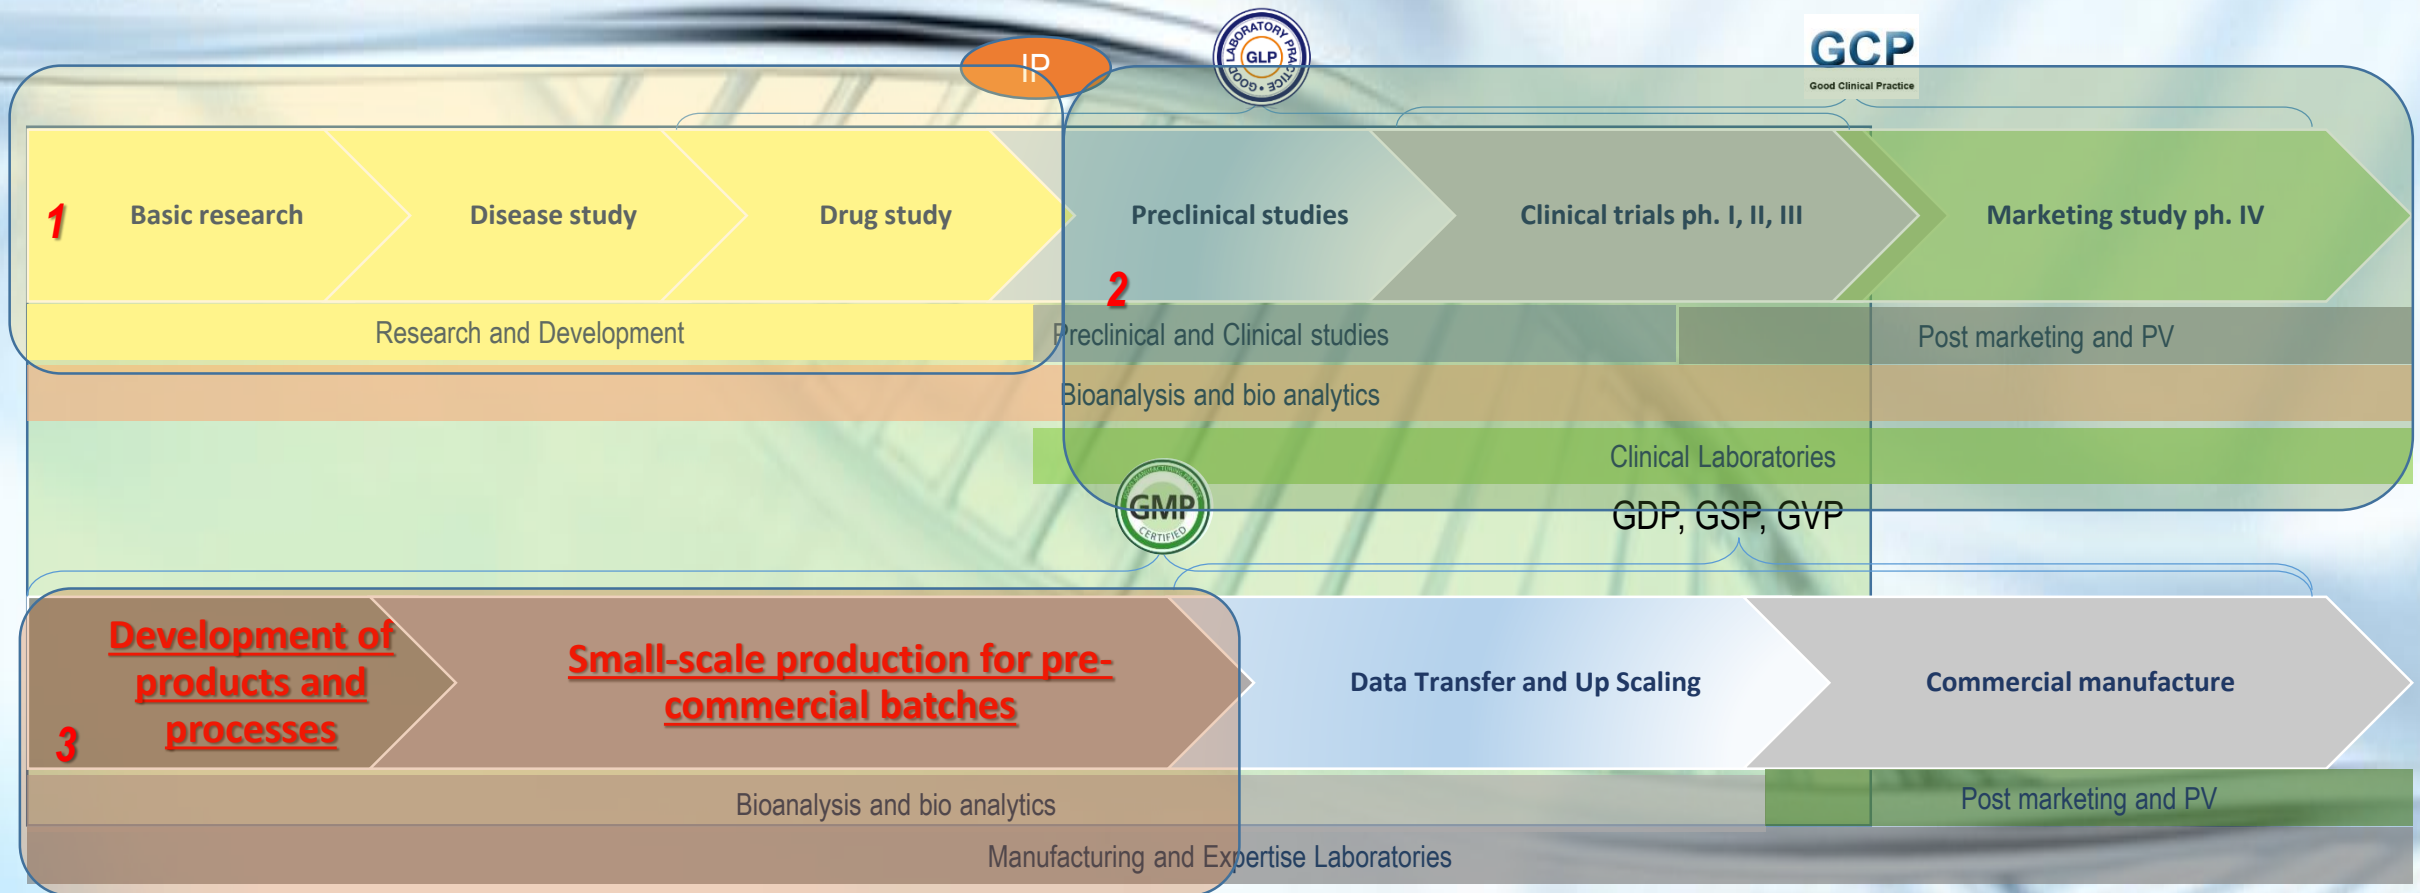 IP
GOOD LABORATORY PRACTICE
GLP
GCP
Good Clinical Practice
1
Basic research
Disease study
Drug study
Preclinical studies
Clinical trials ph. I, II, III
Marketing study ph. IV
2
Research and Development
Preclinical and Clinical studies
Post marketing and PV
Bioanalysis and bio analytics
Clinical Laboratories
GOOD MANUFACTURING PRACTICE
GMP
CERTIFIED
GDP, GSP, GVP
Development of
products and
processes
3
Small-scale production for pre-
commercial batches
Data Transfer and Up Scaling
Commercial manufacture
Bioanalysis and bio analytics
Post marketing and PV
Manufacturing and Expertise Laboratories